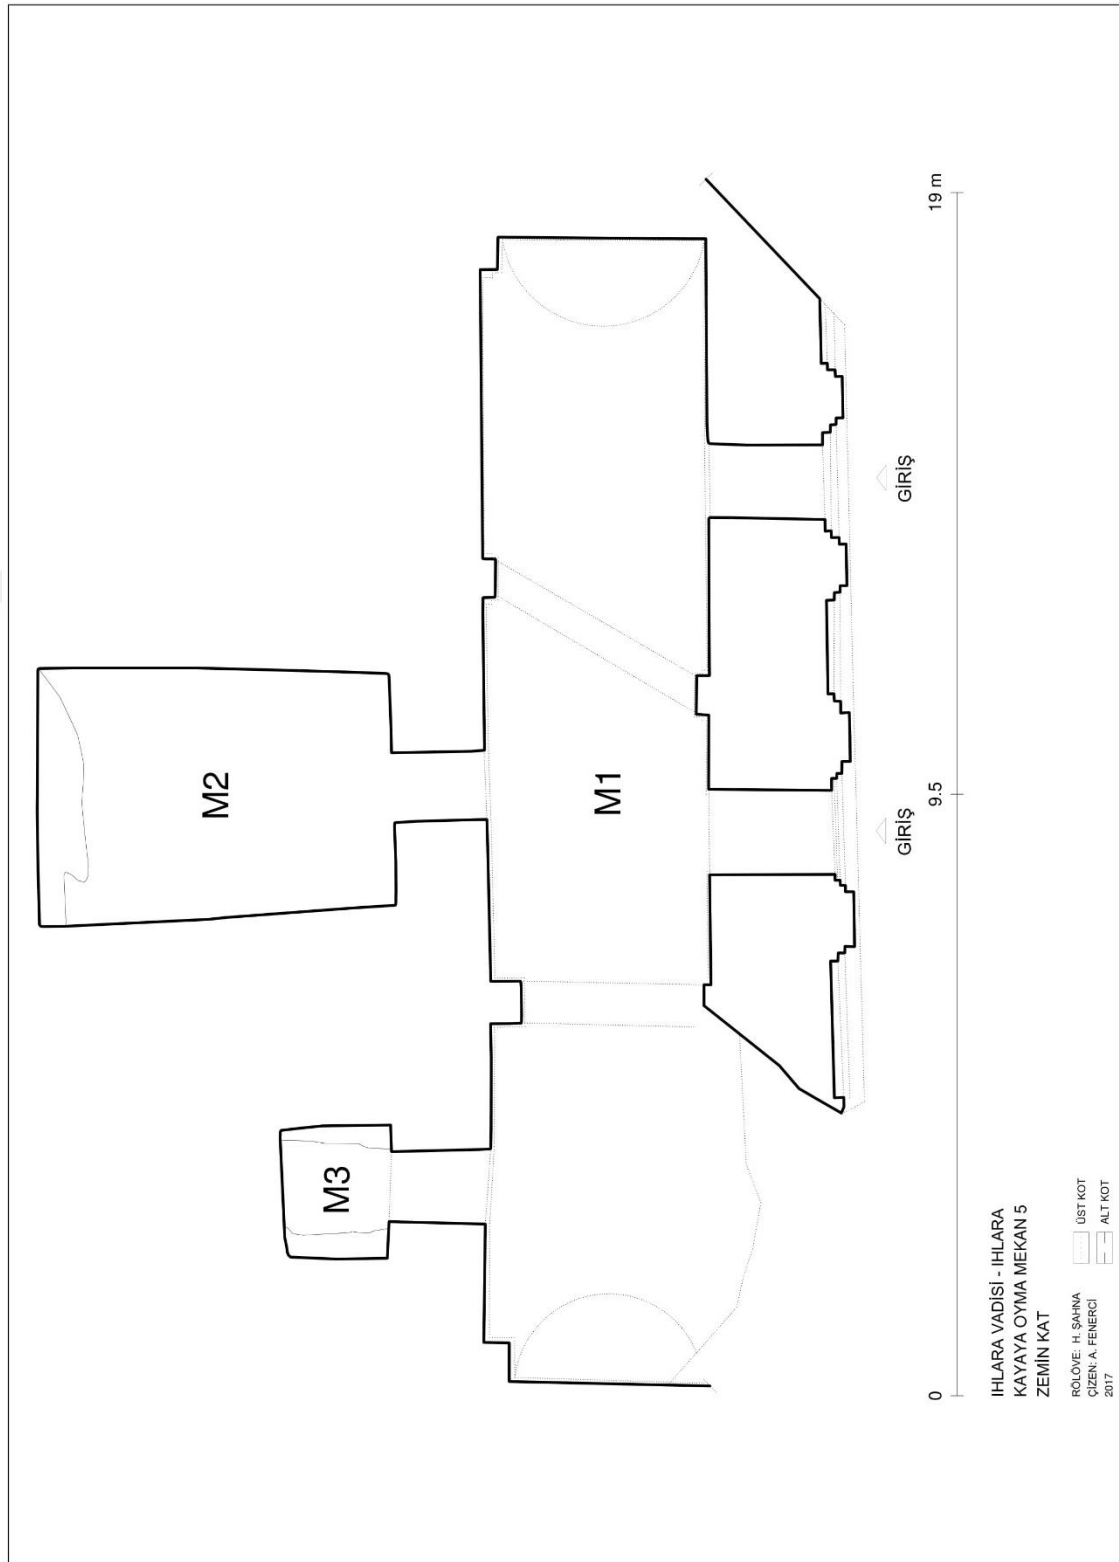 M2
M3
M1
GİRİŞ
GİRİŞ
0
9.5
19 m
IHLARA VADİSİ - IHLARA
KAYAYA OYMA MEKAN 5
ZEMİN KAT
RÖLÖVE: H. ŞAHNA
ÇİZEN: A. FENERCİ
2017
ÜST KOT
ALT KOT